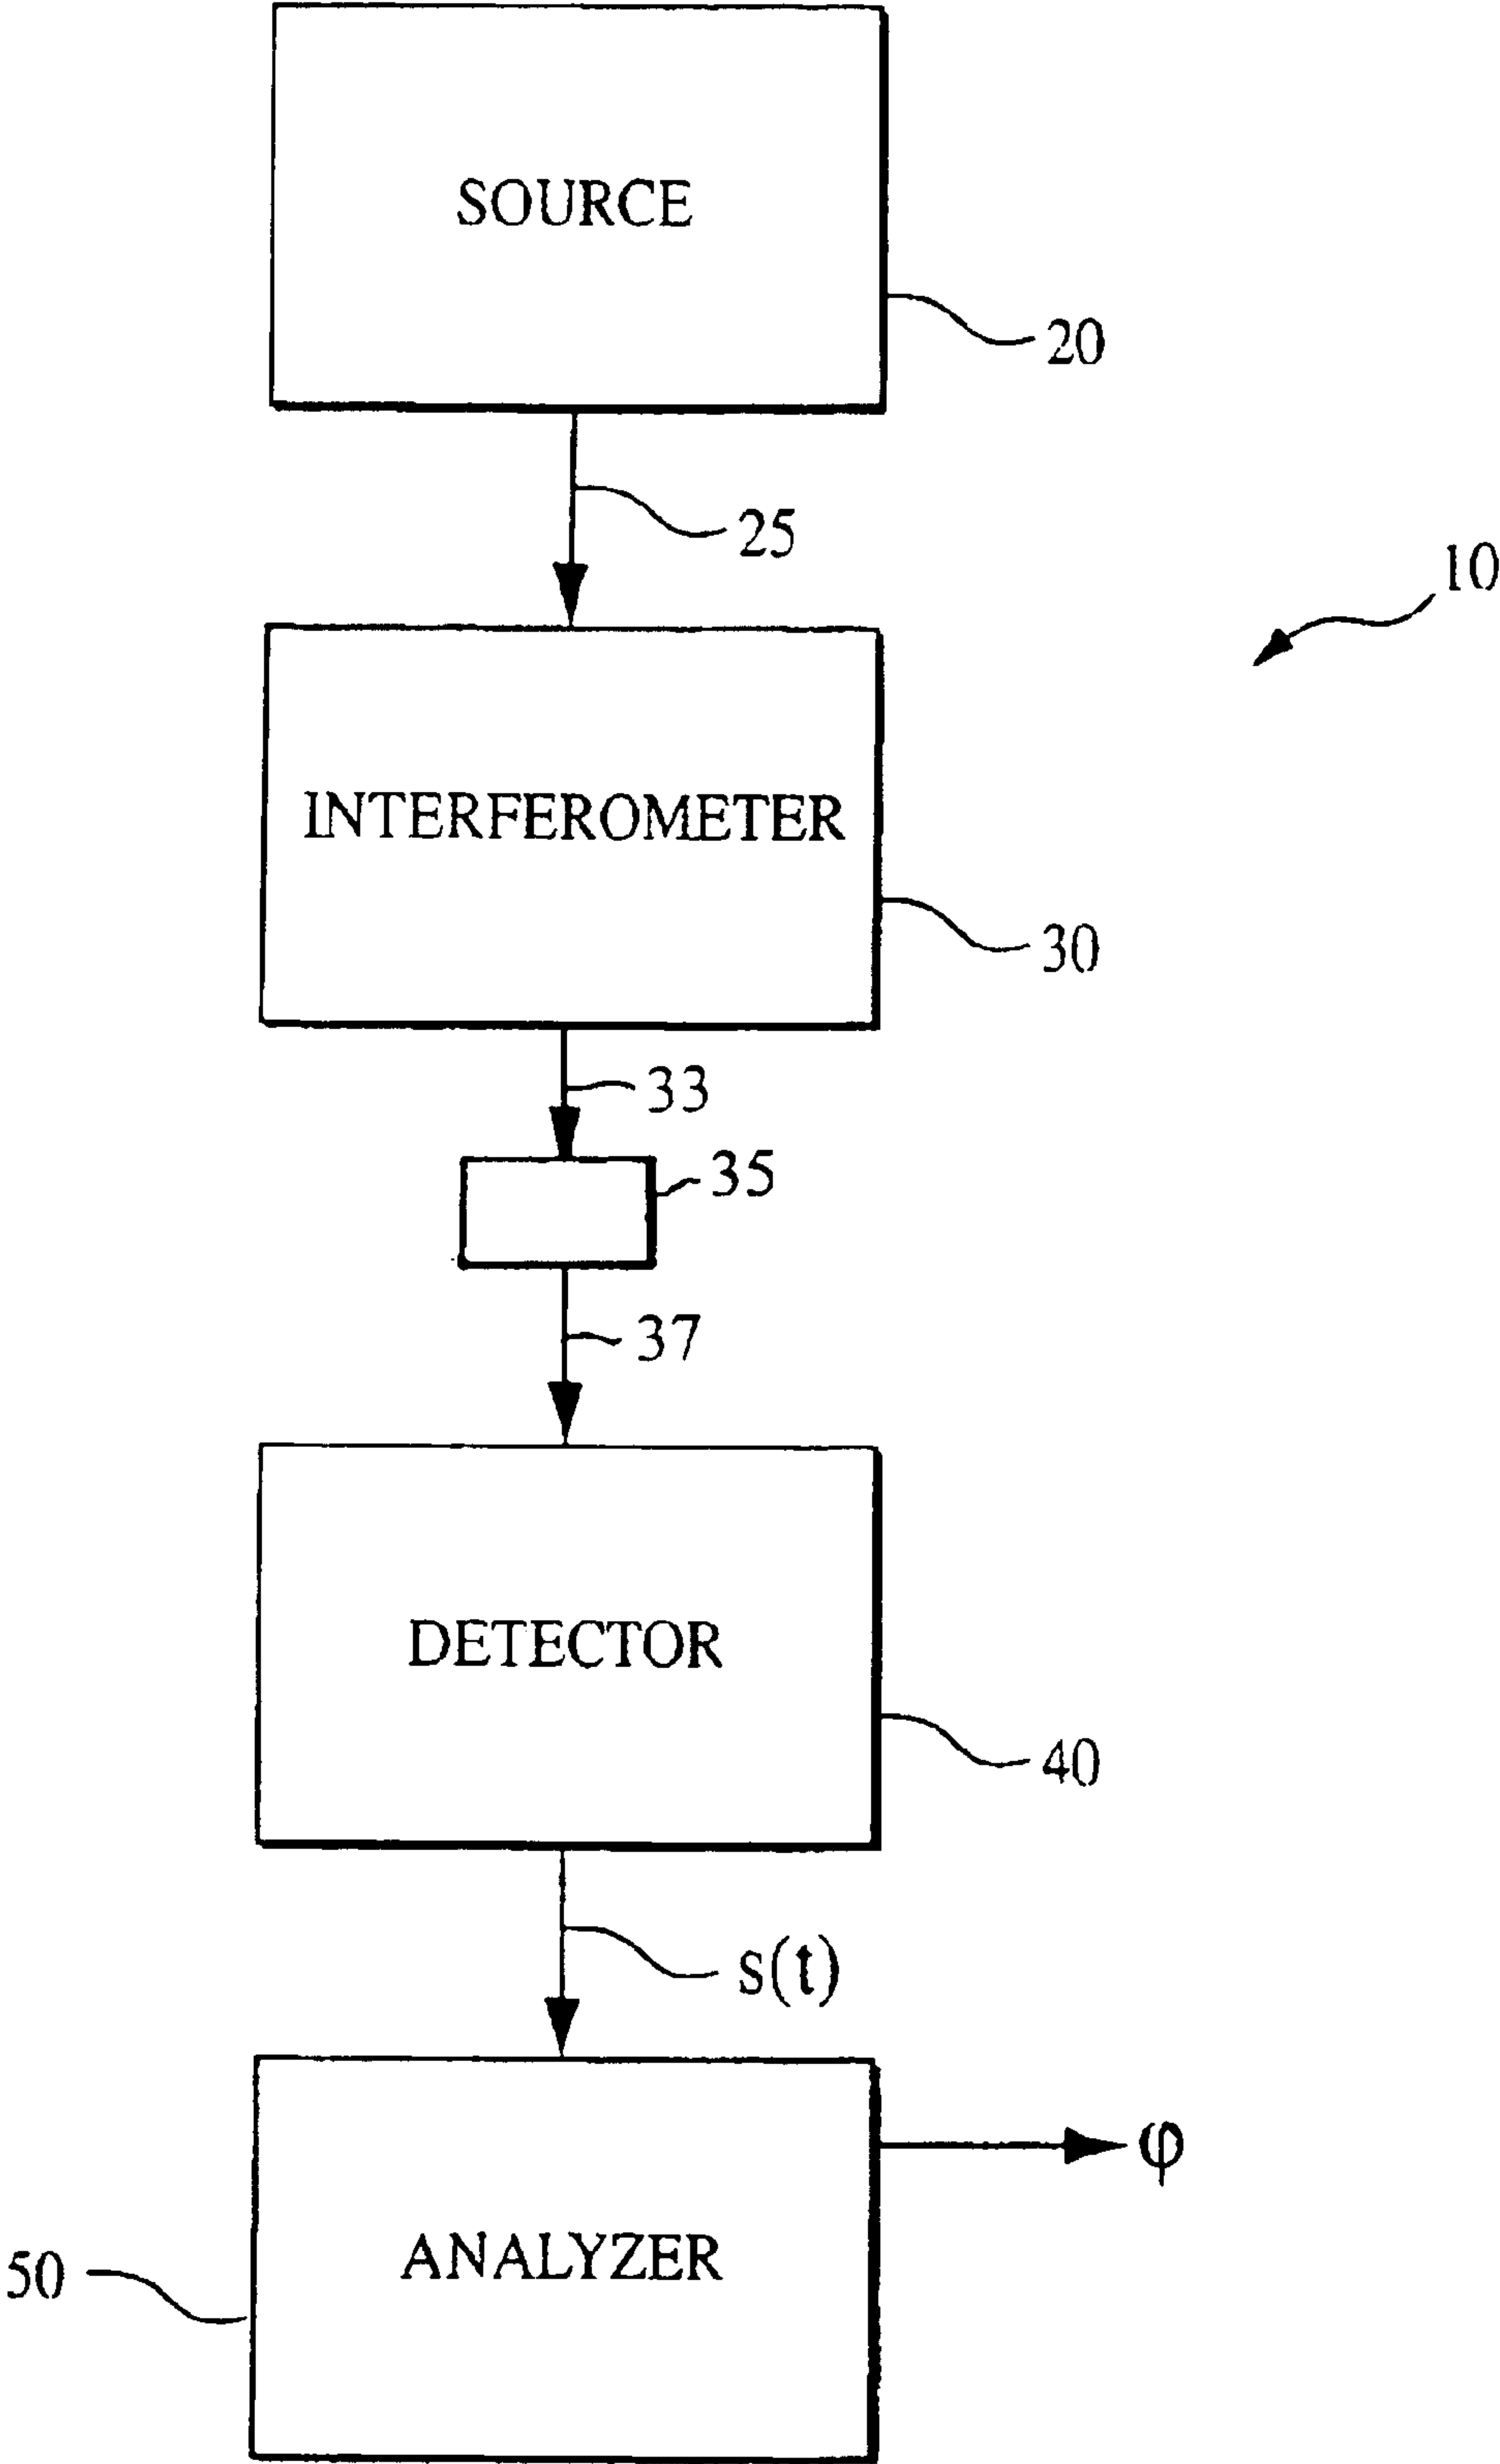 SOURCE
20
25
10
INTERFEROMETER
30
33
35
37
DETECTOR
40
s(t)
φ
ANALYZER
50